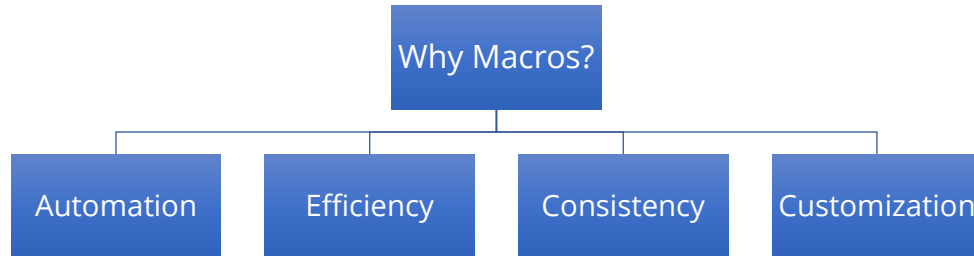 Why Macros?
Automation
Efficiency
Consistency
Customization